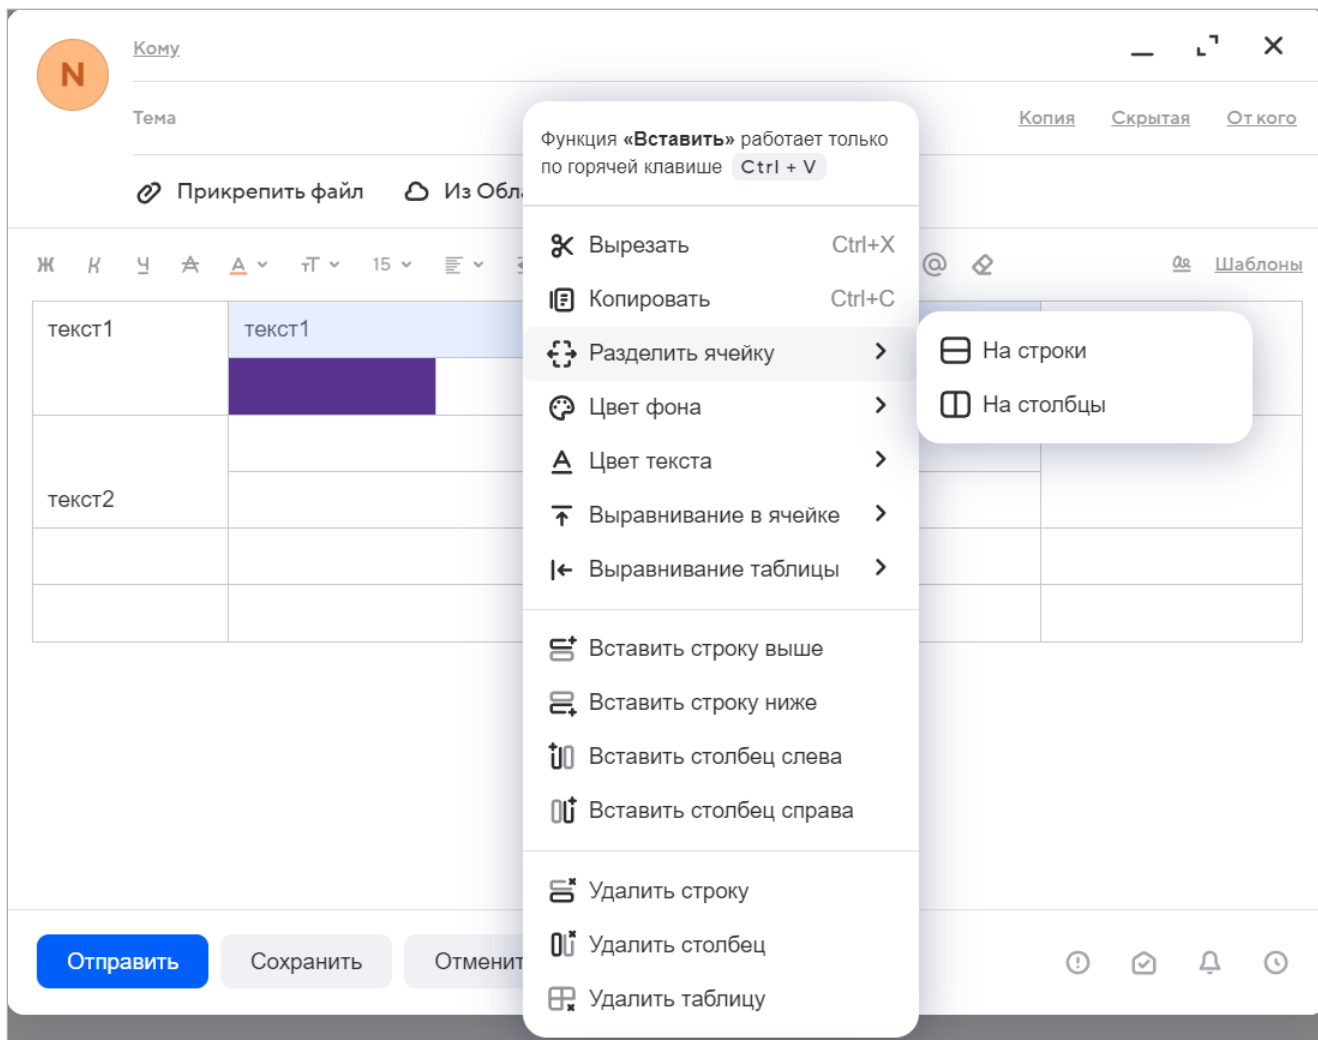 N
Кому
Тема
Копия Скрытая От кого
Функция «Вставить» работает только
по горячей клавише Ctrl + V
Прикрепить файл
Из Обла
Ж К Ч А А тТ 15
@
Шаблоны
текст1
текст1
текст2
Вырезать Ctrl+X
Копировать Ctrl+C
Разделить ячейку
Цвет фона
Цвет текста
Выравнивание в ячейке
Выравнивание таблицы
На строки
На столбцы
Вставить строку выше
Вставить строку ниже
Вставить столбец слева
Вставить столбец справа
Удалить строку
Удалить столбец
Удалить таблицу
Отправить
Сохранить
Отменит